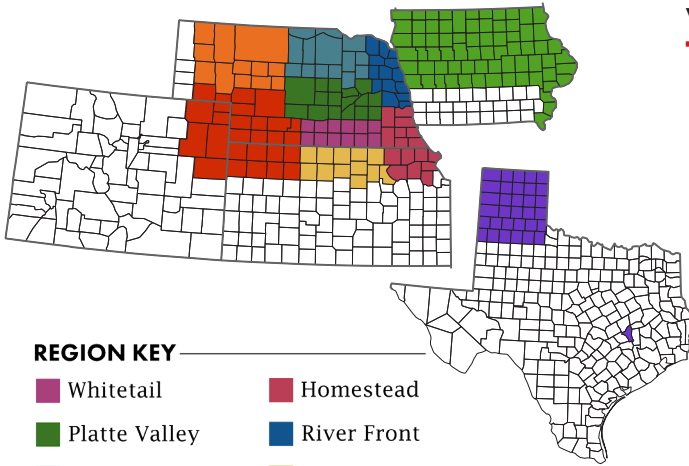 REGION KEY
Whitetail
Homestead
Platte Valley
River Front